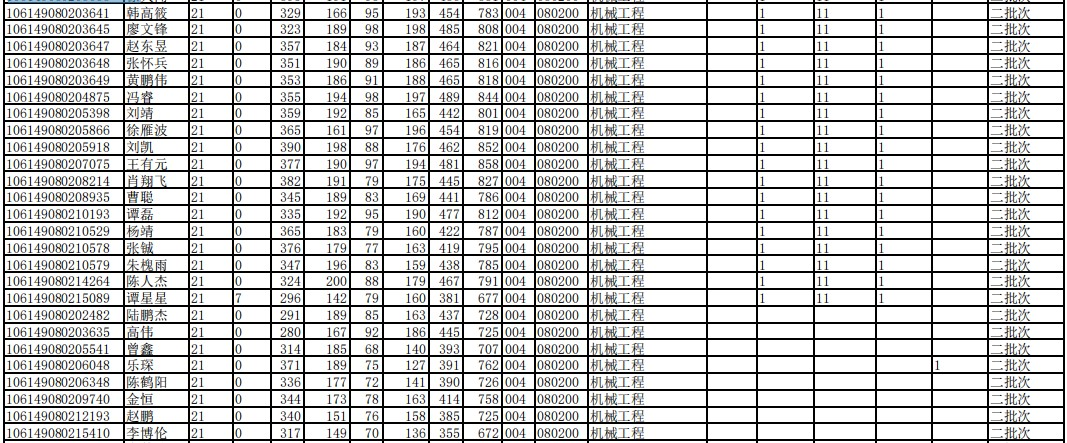 106149080203641 韩高筱 21 0 329 166 95 193 454 783 004 080200 机械工程 1 11 1 二批次
106149080203645 廖文锋 21 0 323 189 98 198 485 808 004 080200 机械工程 1 11 1 二批次
106149080203647 赵东昱 21 0 357 184 93 187 464 821 004 080200 机械工程 1 11 1 二批次
106149080203648 张怀兵 21 0 351 190 89 186 465 816 004 080200 机械工程 1 11 1 二批次
106149080203649 黄鹏伟 21 0 353 186 91 188 465 818 004 080200 机械工程 1 11 1 二批次
106149080204875 冯睿 21 0 355 194 98 197 489 844 004 080200 机械工程 1 11 1 二批次
106149080205398 刘靖 21 0 359 192 85 165 442 801 004 080200 机械工程 1 11 1 二批次
106149080205866 徐雁波 21 0 365 161 97 196 454 819 004 080200 机械工程 1 11 1 二批次
106149080205918 刘凯 21 0 390 198 88 176 462 852 004 080200 机械工程 1 11 1 二批次
106149080207075 王有元 21 0 377 190 97 194 481 858 004 080200 机械工程 1 11 1 二批次
106149080208214 肖翔飞 21 0 382 191 79 175 445 827 004 080200 机械工程 1 11 1 二批次
106149080208935 曹聪 21 0 345 189 83 169 441 786 004 080200 机械工程 1 11 1 二批次
106149080210193 谭磊 21 0 335 192 95 190 477 812 004 080200 机械工程 1 11 1 二批次
106149080210529 杨靖 21 0 365 183 79 160 422 787 004 080200 机械工程 1 11 1 二批次
106149080210578 张铖 21 0 376 179 77 163 419 795 004 080200 机械工程 1 11 1 二批次
106149080210579 朱槐雨 21 0 347 196 83 159 438 785 004 080200 机械工程 1 11 1 二批次
106149080214264 陈人杰 21 0 324 200 88 179 467 791 004 080200 机械工程 1 11 1 二批次
106149080215089 谭星星 21 7 296 142 79 160 381 677 004 080200 机械工程 1 11 1 二批次
106149080202482 陆鹏杰 21 0 291 189 85 163 437 728 004 080200 机械工程 二批次
106149080203635 高伟 21 0 280 167 92 186 445 725 004 080200 机械工程 二批次
106149080205541 曾鑫 21 0 314 185 68 140 393 707 004 080200 机械工程 二批次
106149080206048 乐琛 21 0 371 189 75 127 391 762 004 080200 机械工程 1 二批次
106149080206348 陈鹤阳 21 0 336 177 72 141 390 726 004 080200 机械工程 二批次
106149080209740 金恒 21 0 344 173 78 163 414 758 004 080200 机械工程 二批次
106149080212193 赵鹏 21 0 340 151 76 158 385 725 004 080200 机械工程 二批次
106149080215410 李博伦 21 0 317 149 70 136 355 672 004 080200 机械工程 二批次